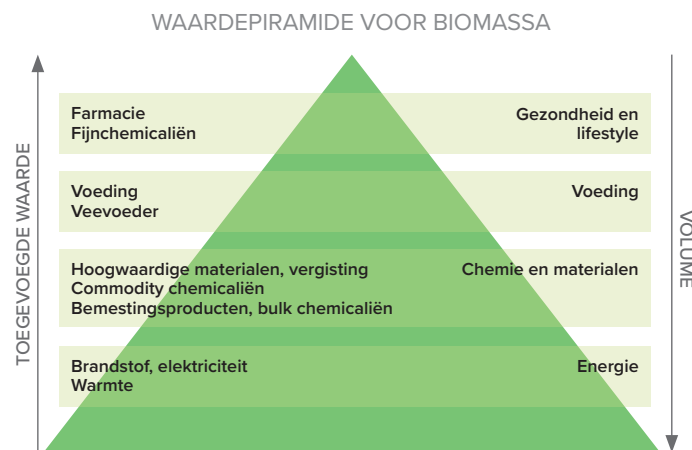 WAARDEPIRAMIDE VOOR BIOMASSA
TOEGEVOEGDE WAARDE
Farmacie
Fijnchemicaliën
Gezondheid en
lifestyle
Voeding
Veevoeder
Voeding
Hoogwaardige materialen, vergisting
Commodity chemicaliën
Bemestingsproducten, bulk chemicaliën
Chemie en materialen
Brandstof, elektriciteit
Warmte
Energie
VOLUME